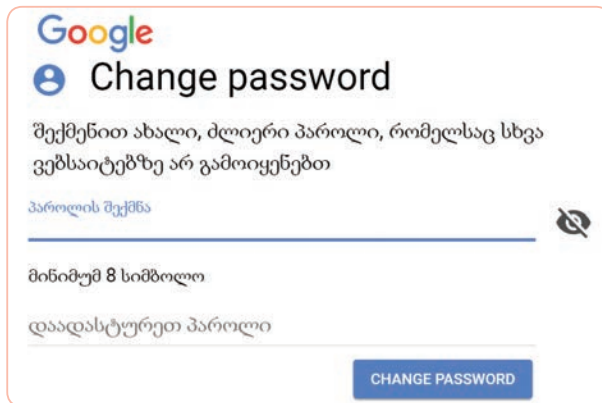 Google
Change password
შექმენით ახალი, ძლიერი პაროლი, რომელსაც სხვა
ვებსაიტებზე არ გამოიყენებთ
პაროლის შექმნა
მინიმუმ 8 სიმბოლო
დაადასტურეთ პაროლი
CHANGE PASSWORD